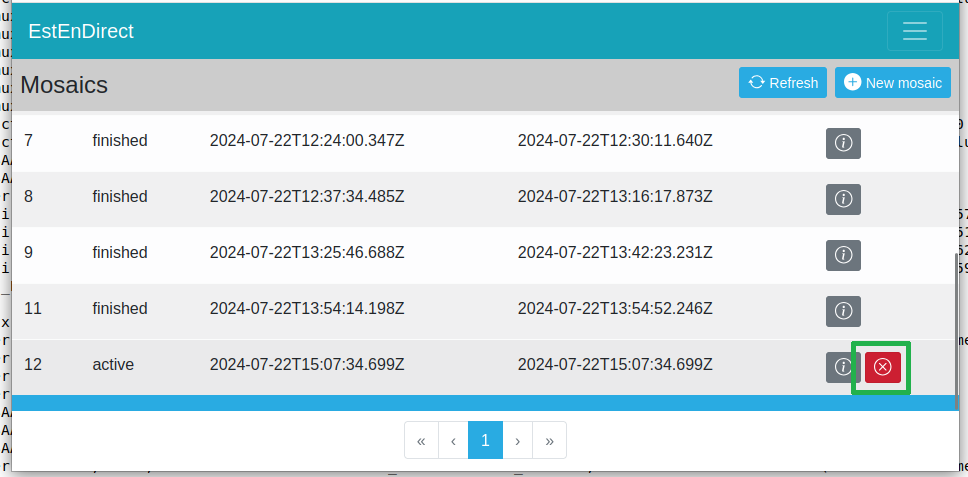 EstEnDirect
Mosaics
Refresh
New mosaic
7 finished 2024-07-22T12:24:00.347Z 2024-07-22T12:30:11.640Z
8 finished 2024-07-22T12:37:34.485Z 2024-07-22T13:16:17.873Z
9 finished 2024-07-22T13:25:46.688Z 2024-07-22T13:42:23.231Z
11 finished 2024-07-22T13:54:14.198Z 2024-07-22T13:54:52.246Z
12 active 2024-07-22T15:07:34.699Z 2024-07-22T15:07:34.699Z
« ‹ 1 › »